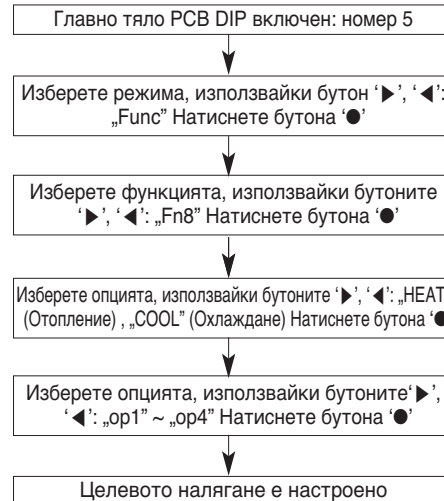 Главно тяло PCB DIP включен: номер 5
Изберете режима, използвайки бутон ‘▶’, ‘◀’:
„Func” Натиснете бутона ‘●’
Изберете функцията, използвайки бутоните
‘▶’, ‘◀’: „Fn8” Натиснете бутона ‘●’
Изберете опцията, използвайки бутоните ‘▶’, ‘◀’: „HEAT
(Отопление) , „COOL” (Охлаждане) Натиснете бутона ‘●
Изберете опцията, използвайки бутоните‘▶’,
‘◀’: „op1” ~ „op4” Натиснете бутона ‘●’
Целевото налягане е настроено